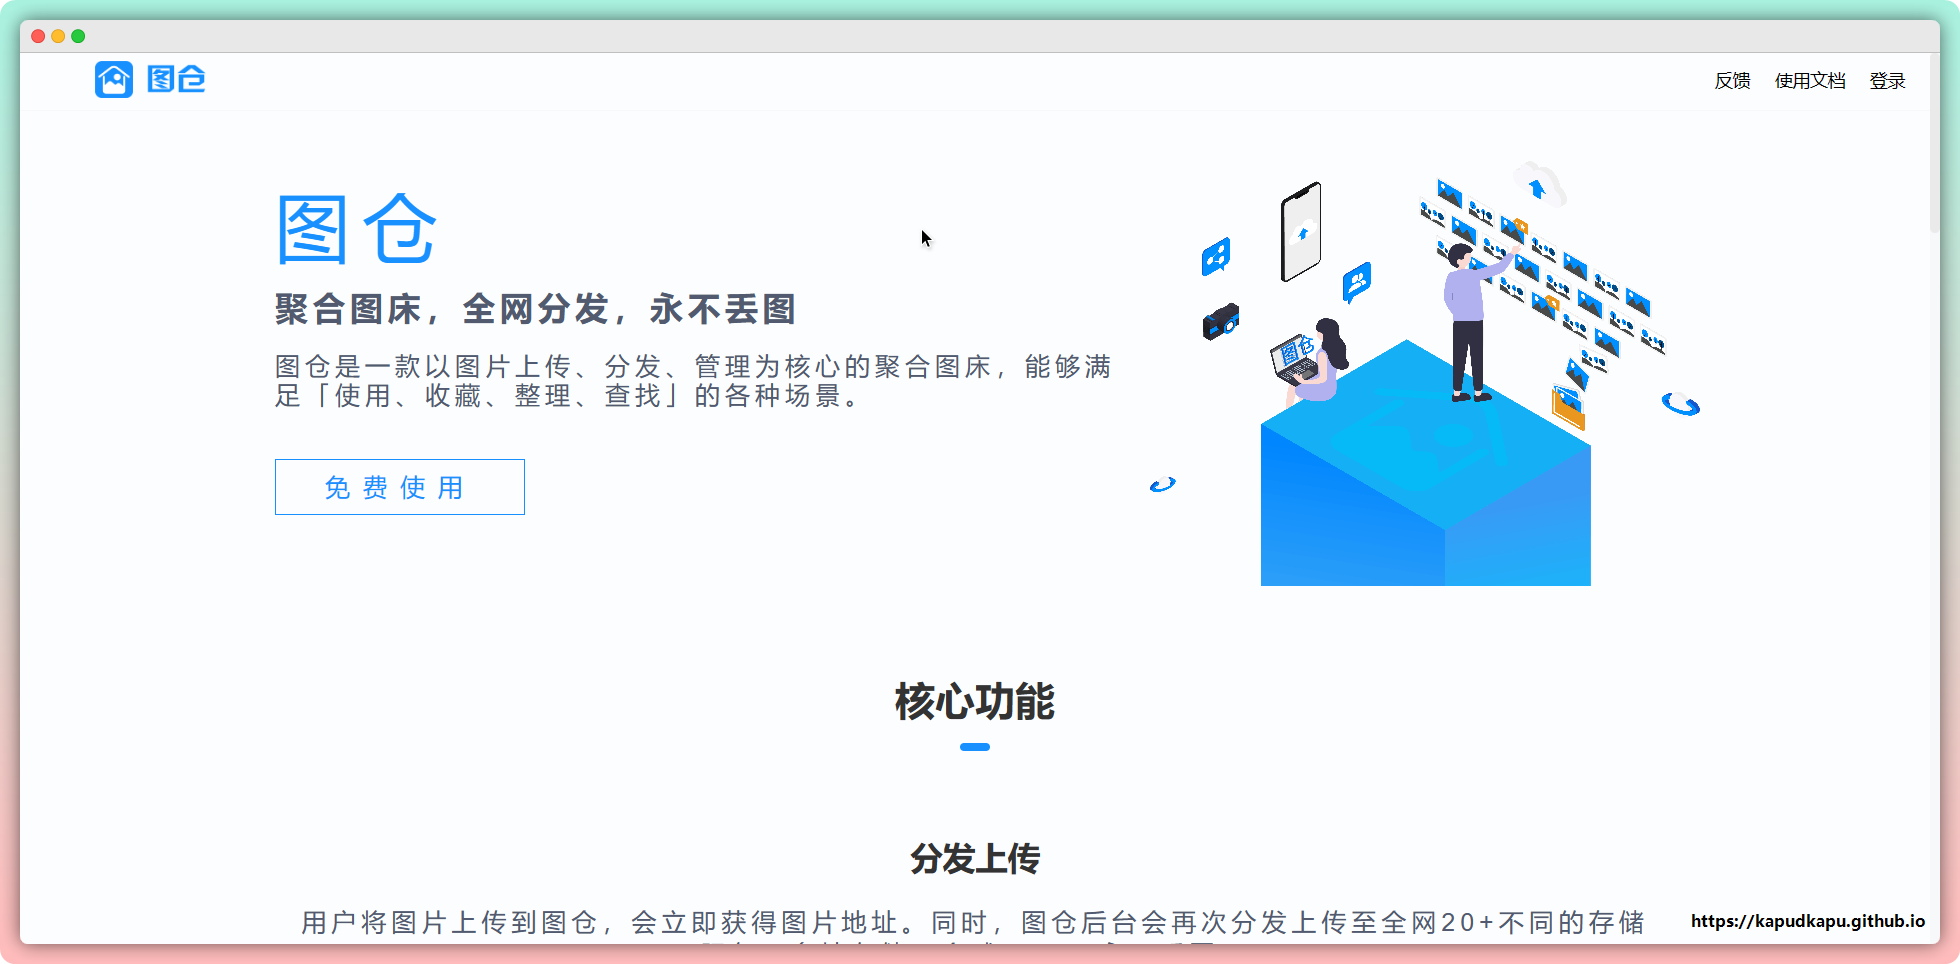 图仓
反馈 使用文档 登录
图仓
聚合图床，全网分发，永不丢图
图仓是一款以图片上传、分发、管理为核心的聚合图床，能够满
足「使用、收藏、整理、查找」的各种场景。
图仓
免费使用
核心功能
分发上传
用户将图片上传到图仓，会立即获得图片地址。同时，图仓后台会再次分发上传至全网20+不同的存储
https://kapudkapu.github.io